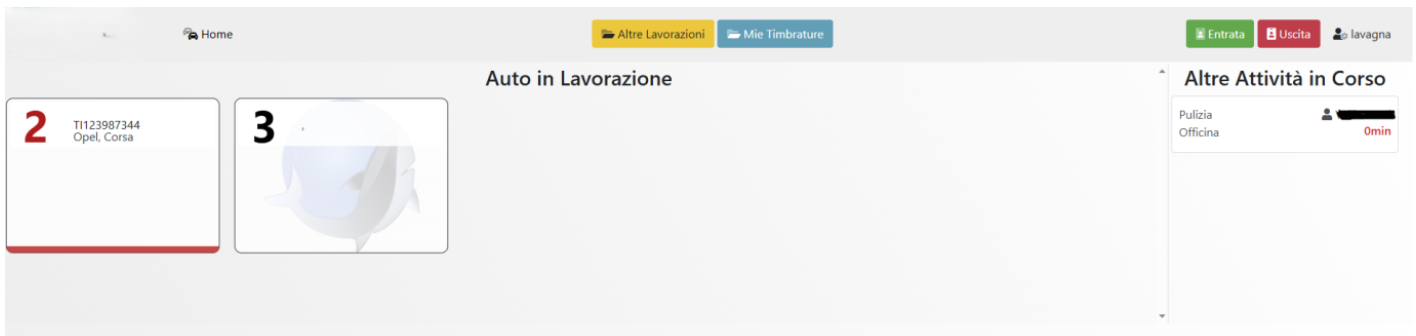 Home
Altre Lavorazioni
Mie Timbrature
Entrata
Uscita
lavagna
Auto in Lavorazione
Altre Attività in Corso
2
TI123987344
Opel, Corsa
3
,
Pulizia
Officina
0min